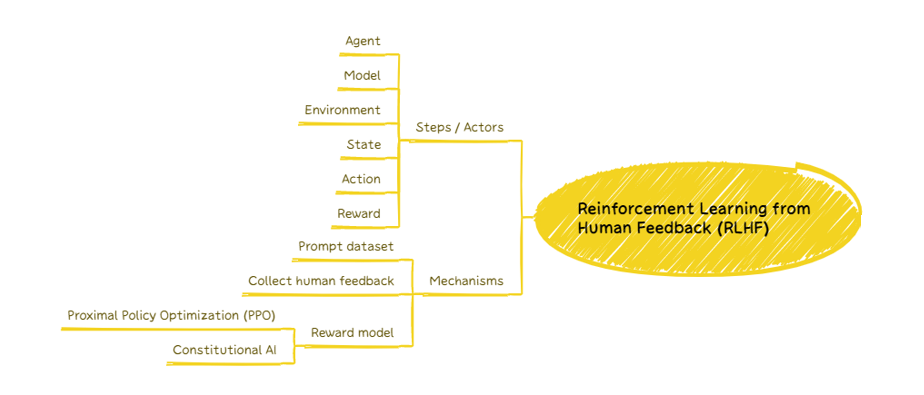 Agent
Model
Environment
State
Action
Reward
Steps / Actors
Prompt dataset
Collect human feedback
Proximal Policy Optimization (PPO)
Constitutional AI
Reward model
Mechanisms
Reinforcement Learning from
Human Feedback (RLHF)